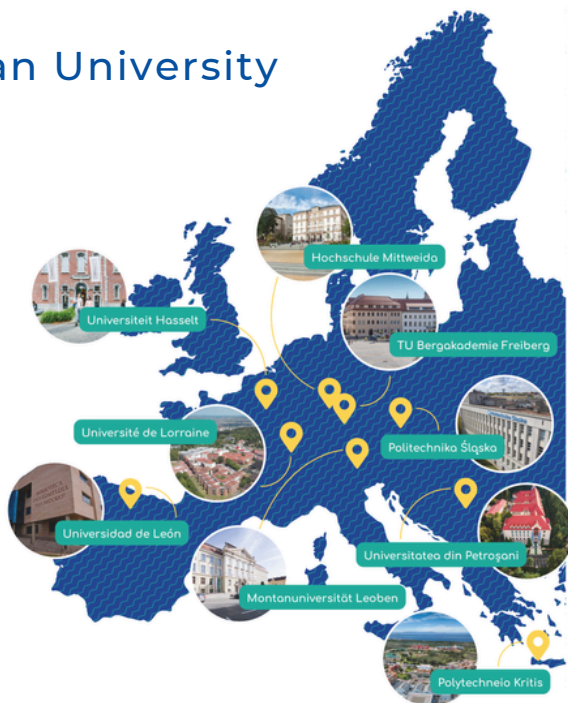 an University
Hochschule Mittweida
Universiteit Hasselt
TU Bergakademie Freiberg
Université de Lorraine
Politechnika Śląska
Universidad de León
Universitatea din Petroșani
Montanuniversität Leoben
Polytechneio Kritis